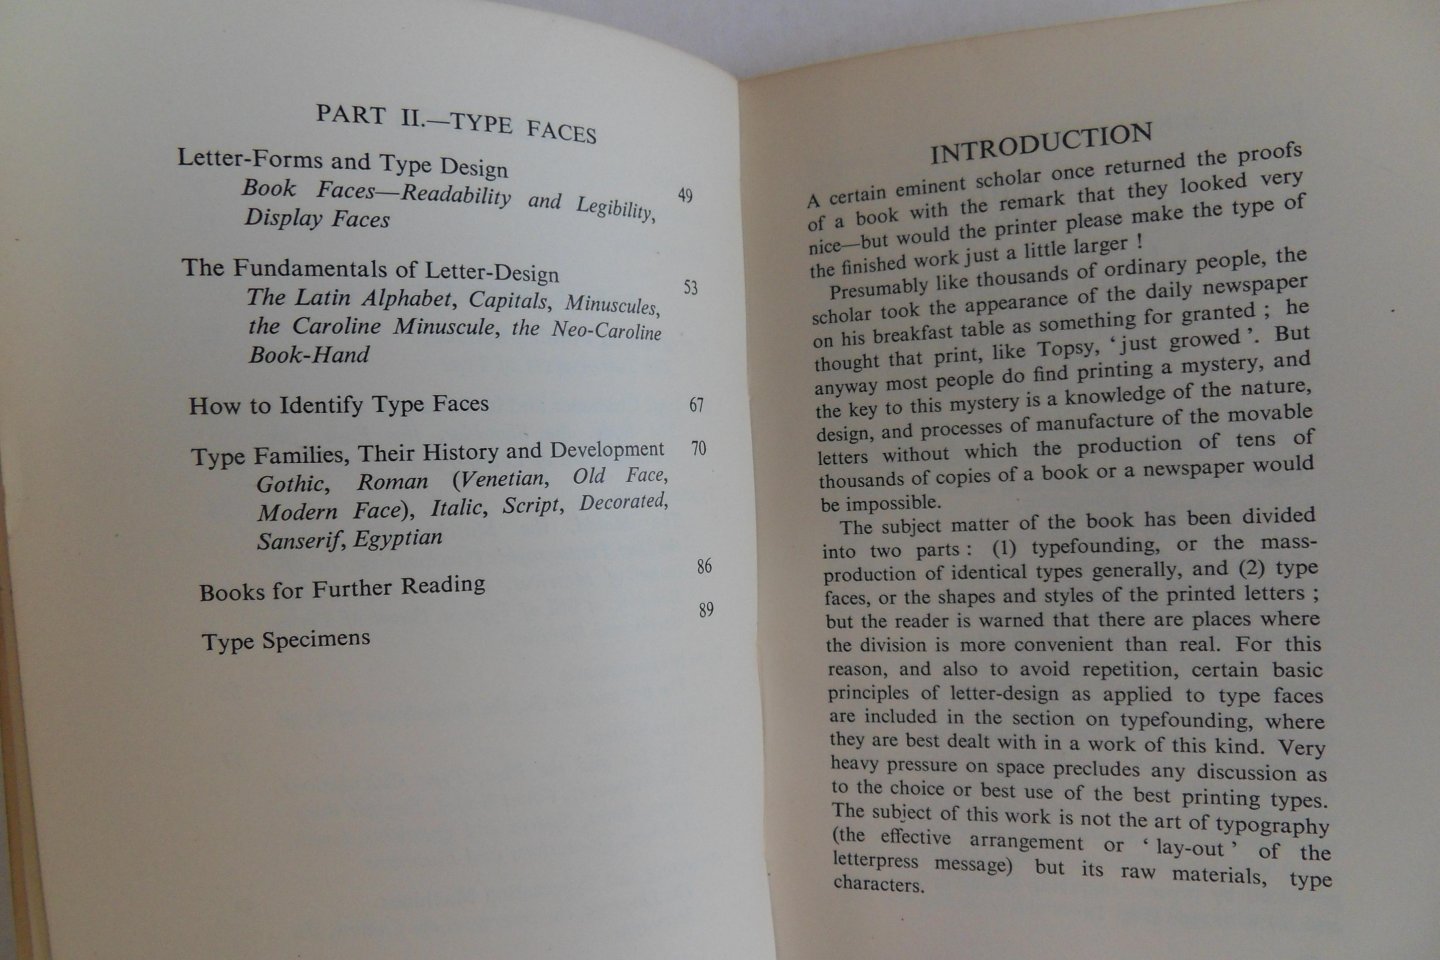 PART II.—TYPE FACES
Letter-Forms and Type Design 49
Book Faces—Readability and Legibility,
Display Faces
The Fundamentals of Letter-Design 53
The Latin Alphabet, Capitals, Minuscules,
the Caroline Minuscule, the Neo-Caroline
Book-Hand
How to Identify Type Faces 67
Type Families, Their History and Development 70
Gothic, Roman (Venetian, Old Face,
Modern Face), Italic, Script, Decorated,
Sanserif, Egyptian
Books for Further Reading 86
Type Specimens 89
INTRODUCTION
A certain eminent scholar once returned the proofs
of a book with the remark that they looked very
nice—but would the printer please make the type of
the finished work just a little larger !
Presumably like thousands of ordinary people, the
scholar took the appearance of the daily newspaper
on his breakfast table as something for granted ; he
thought that print, like Topsy, ‘just growed’. But
anyway most people do find printing a mystery, and
the key to this mystery is a knowledge of the nature,
design, and processes of manufacture of the movable
letters without which the production of tens of
thousands of copies of a book or a newspaper would
be impossible.
The subject matter of the book has been divided
into two parts : (1) typefounding, or the mass-
production of identical types generally, and (2) type
faces, or the shapes and styles of the printed letters ;
but the reader is warned that there are places where
the division is more convenient than real. For this
reason, and also to avoid repetition, certain basic
principles of letter-design as applied to type faces
are included in the section on typefounding, where
they are best dealt with in a work of this kind. Very
heavy pressure on space precludes any discussion as
to the choice or best use of the best printing types.
The subject of this work is not the art of typography
(the effective arrangement or ‘ lay-out ’ of the
letterpress message) but its raw materials, type
characters.